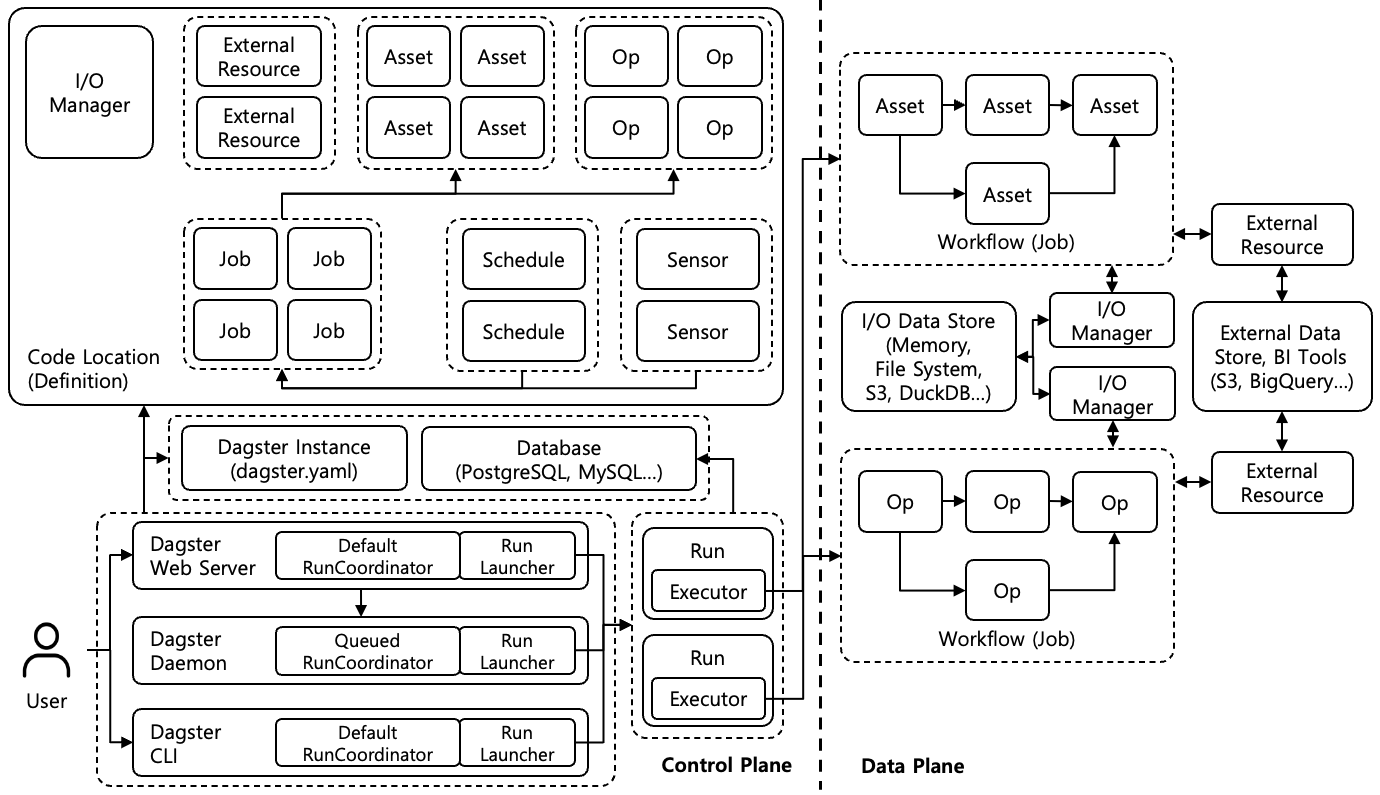 I/O
Manager
External
Resource
External
Resource
Asset
Asset
Asset
Asset
Op
Op
Op
Op
Job
Job
Job
Job
Schedule
Schedule
Sensor
Sensor
Code Location
(Definition)
Dagster Instance
(dagster.yaml)
Database
(PostgreSQL, MySQL...)
User
Dagster
Web Server
Default
RunCoordinator
Run
Launcher
Dagster
Daemon
Queued
RunCoordinator
Run
Launcher
Dagster
CLI
Default
RunCoordinator
Run
Launcher
Run
Executor
Run
Executor
Control Plane
Data Plane
Asset
Asset
Asset
Asset
Workflow (Job)
External
Resource
I/O Data Store
(Memory,
File System,
S3, DuckDB...)
I/O
Manager
I/O
Manager
External Data
Store, BI Tools
(S3, BigQuery...)
External
Resource
Op
Op
Op
Op
Workflow (Job)